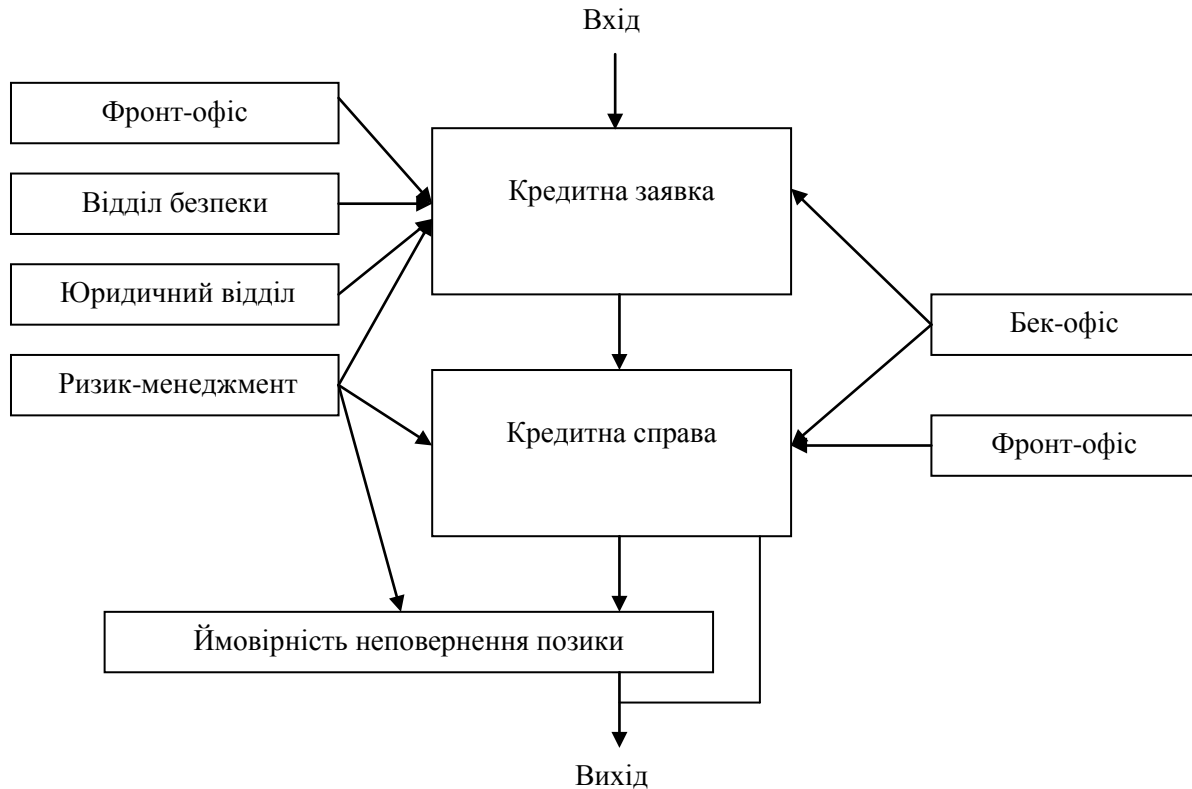 Вхід
Фронт-офіс
Кредитна заявка
Відділ безпеки
Юридичний відділ
Бек-офіс
Ризик-менеджмент
Кредитна справа
Фронт-офіс
Ймовірність неповернення позики
Вихід